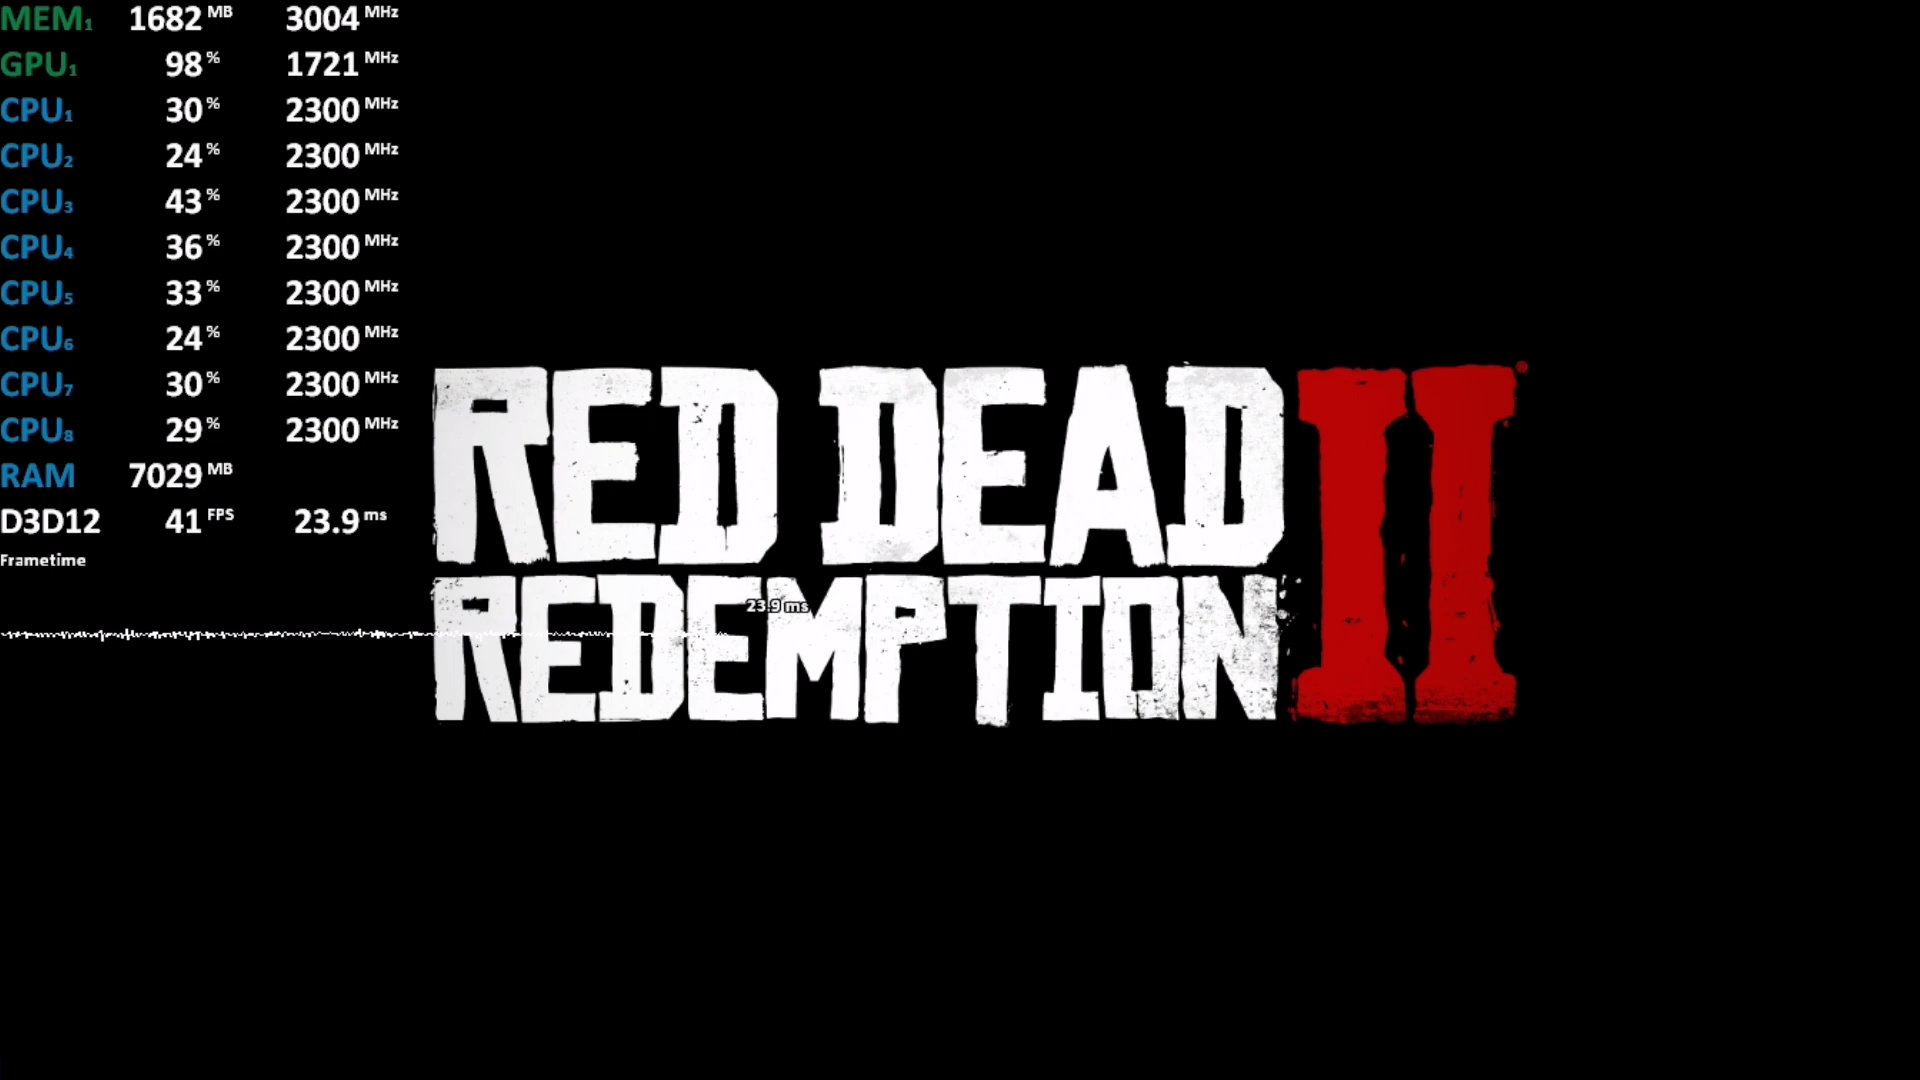 MEM1 1682 MB 3004 MHz
GPU1 98 % 1721 MHz
CPU1 30 % 2300 MHz
CPU2 24 % 2300 MHz
CPU3 43 % 2300 MHz
CPU4 36 % 2300 MHz
CPU5 33 % 2300 MHz
CPU6 24 % 2300 MHz
CPU7 30 % 2300 MHz
CPU8 29 % 2300 MHz
RAM 7029 MB
D3D12 41 FPS 23.9 ms
Frametime
23.9 ms
RED DEAD
REDEMPTION II